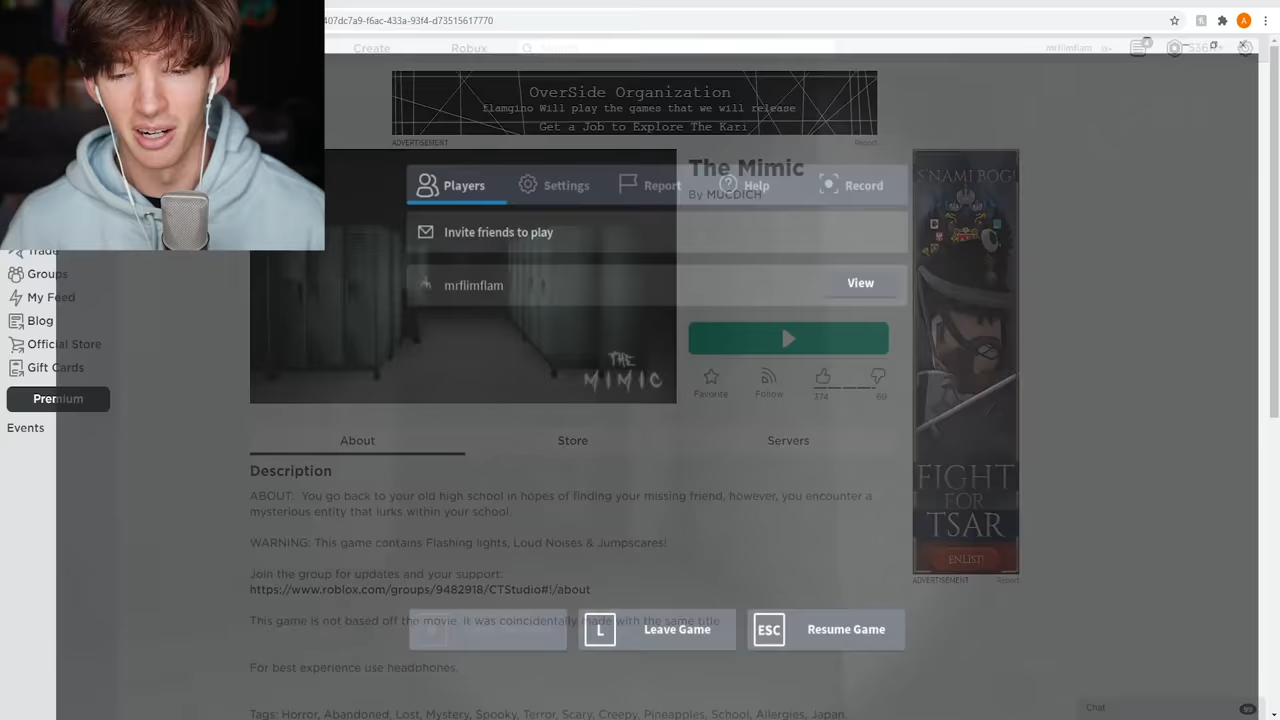 407dc7a9-f6ac-433a-93f4-d73515617770
Create
Robux
Search
mrflimflam
OverSide Organization
Flamgino Will play the games that we will release
Get a Job to Explore The Kari
ADVERTISEMENT
Report
The Mimic
By MUCDICH
Players
Settings
Report
Help
Record
Invite friends to play
mrflimflam
View
THE
MIMIC
Favorite
Follow
374
69
Trade
Groups
My Feed
Blog
Official Store
Gift Cards
Premium
Events
About
Store
Servers
Description
ABOUT: You go back to your old high school in hopes of finding your missing friend, however, you encounter a
mysterious entity that lurks within your school.
WARNING: This game contains Flashing lights, Loud Noises & Jumpscares!
Join the group for updates and your support:
https://www.roblox.com/groups/9482918/CTStudio#!/about
This game is not based off the movie, it was coincidentally made with the same title
L
Leave Game
ESC
Resume Game
For best experience use headphones.
Tags: Horror, Abandoned, Lost, Mystery, Spooky, Terror, Scary, Creepy, Pineapples, School, Allergies, Japan.
FIGHT
FOR
TSAR
ENLIST!
ADVERTISEMENT
Report
Chat